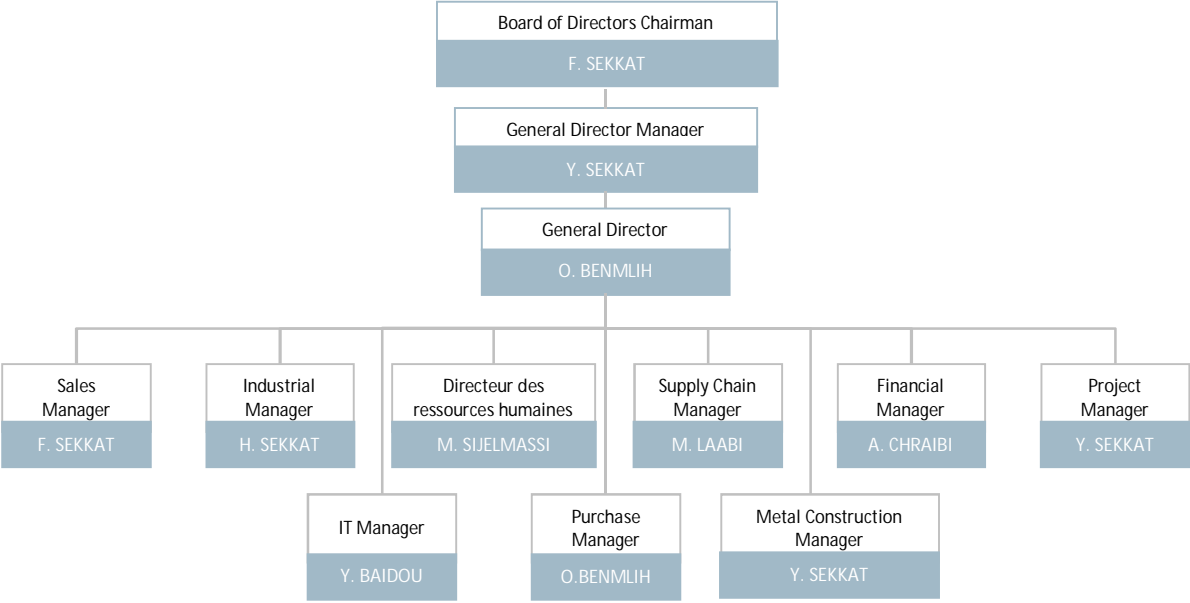 Board of Directors Chairman
F. SEKKAT
General Director Manager
Y. SEKKAT
General Director
O. BENMLIH
Sales
Manager
F. SEKKAT
Industrial
Manager
H. SEKKAT
Directeur des
ressources humaines
M. SIJELMASSI
Supply Chain
Manager
M. LAABI
Financial
Manager
A. CHRAIBI
Project
Manager
Y. SEKKAT
IT Manager
Y. BAIDOU
Purchase
Manager
O.BENMLIH
Metal Construction
Manager
Y. SEKKAT